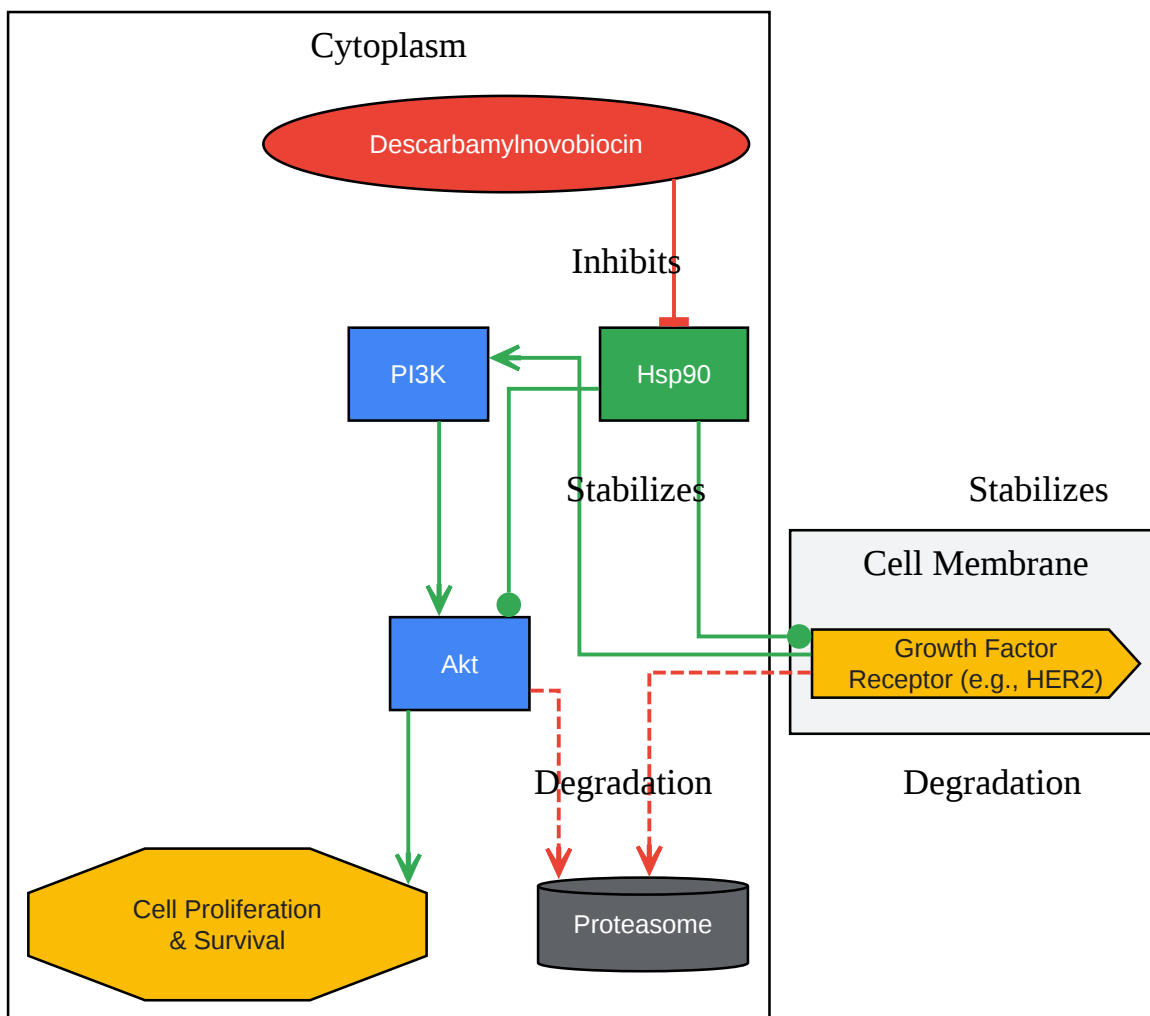 Cytoplasm
Descarbamylnovobiocin
Inhibits
PI3K
Hsp90
Stabilizes
Stabilizes
Cell Membrane
Growth Factor
Receptor (e.g., HER2)
Akt
Degradation
Degradation
Cell Proliferation
& Survival
Proteasome